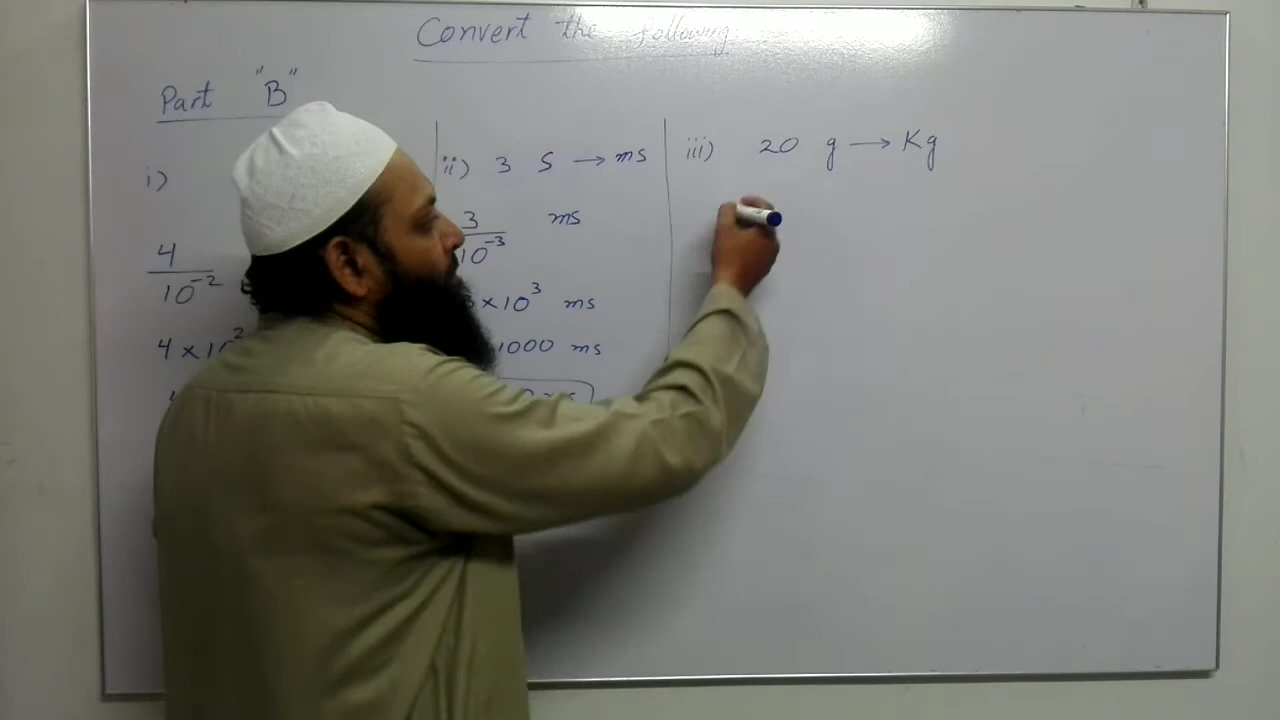 Convert the following
Part "B"
i)
4
10⁻²
4 × 10²
ii) 3 S → ms
3 ms
10⁻³
× 10³ ms
1000 ms
iii) 20 g → Kg